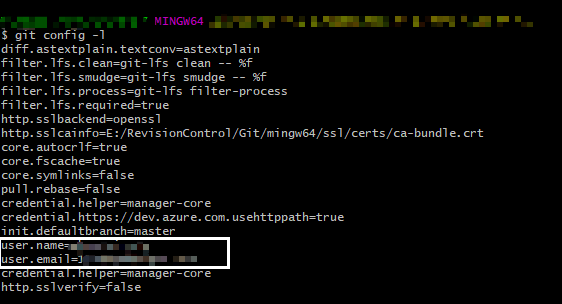 MINGW64
$ git config -l
diff.astextplain.textconv=astextplain
filter.lfs.clean=git-lfs clean -- %f
filter.lfs.smudge=git-lfs smudge -- %f
filter.lfs.process=git-lfs filter-process
filter.lfs.required=true
http.sslbackend=openssl
http.sslcainfo=E:/RevisionControl/Git/mingw64/ssl/certs/ca-bundle.crt
core.autocrlf=true
core.fscache=true
core.symlinks=false
pull.rebase=false
credential.helper=manager-core
credential.https://dev.azure.com.usehttppath=true
init.defaultbranch=master
user.name=
user.email=
credential.helper=manager-core
http.sslverify=false